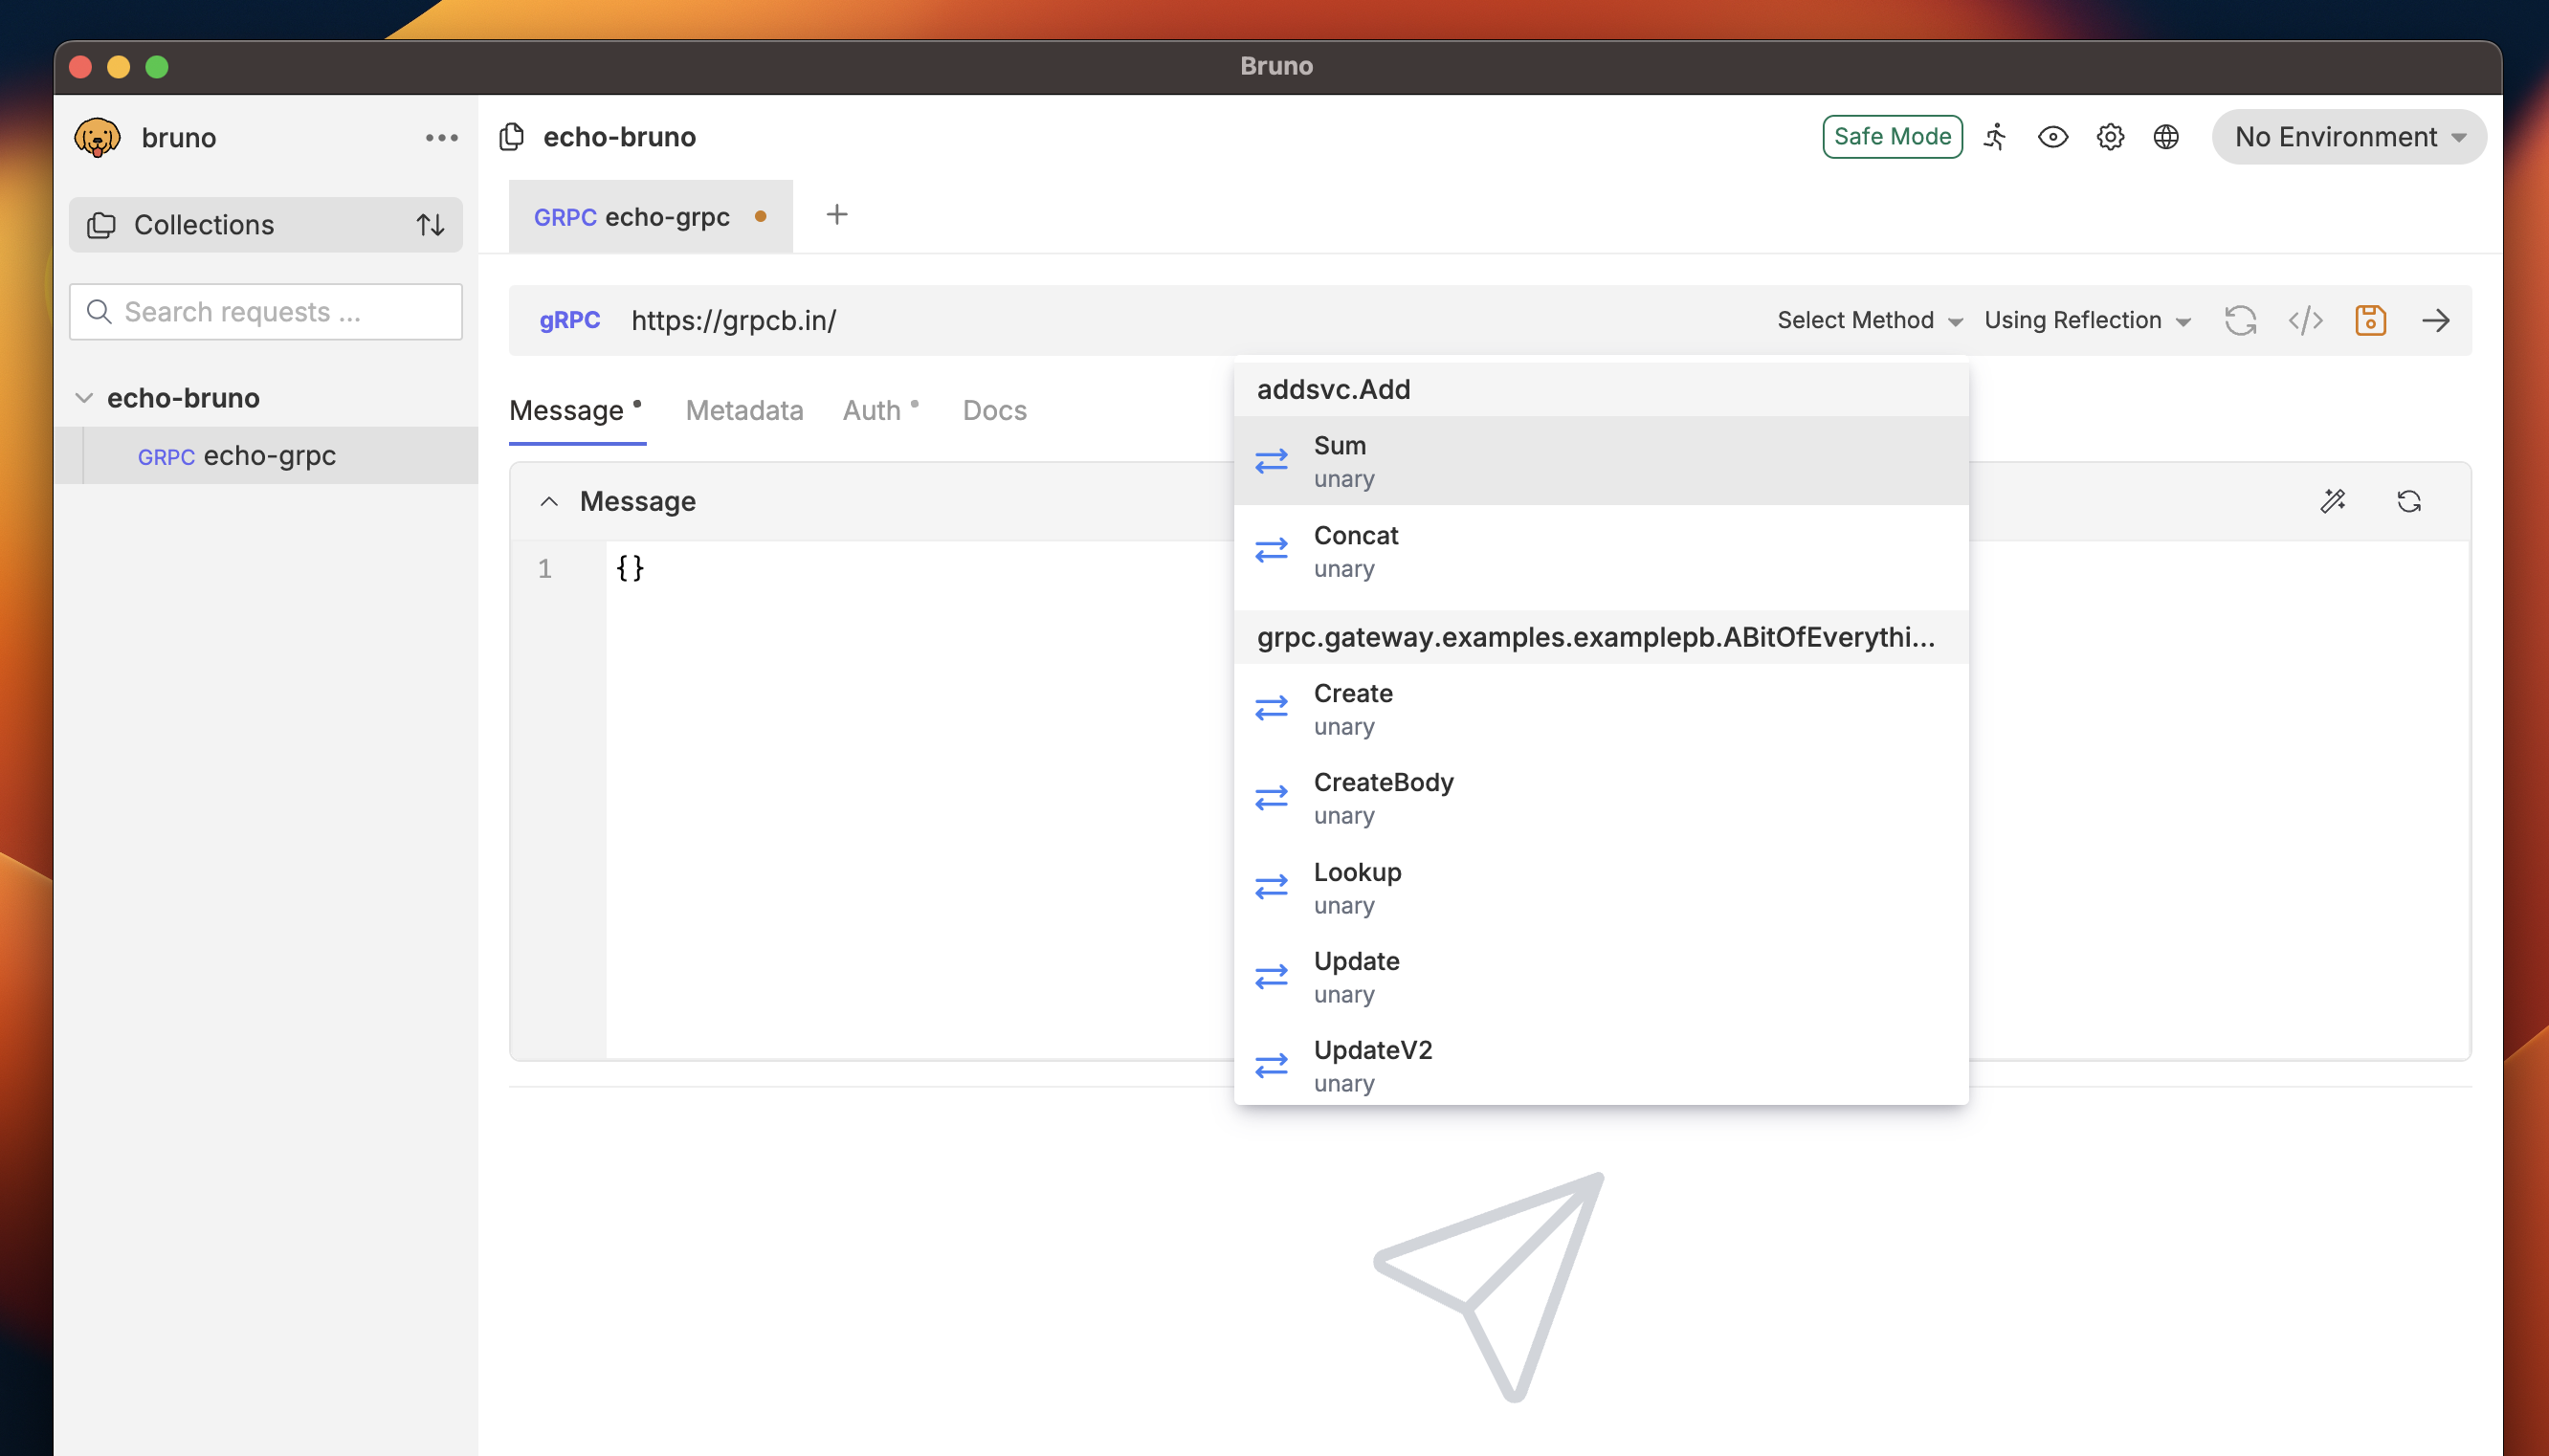 Bruno
bruno
echo-bruno
Safe Mode
No Environment
Collections
GRPC echo-grpc
Search requests ...
gRPC https://grpcb.in/
Select Method
Using Reflection
echo-bruno
GRPC echo-grpc
Message
Metadata
Auth
Docs
Message
1 {}
addsvc.Add
Sum
unary
Concat
unary
grpc.gateway.examples.examplepb.ABitOfEverythi...
Create
unary
CreateBody
unary
Lookup
unary
Update
unary
UpdateV2
unary